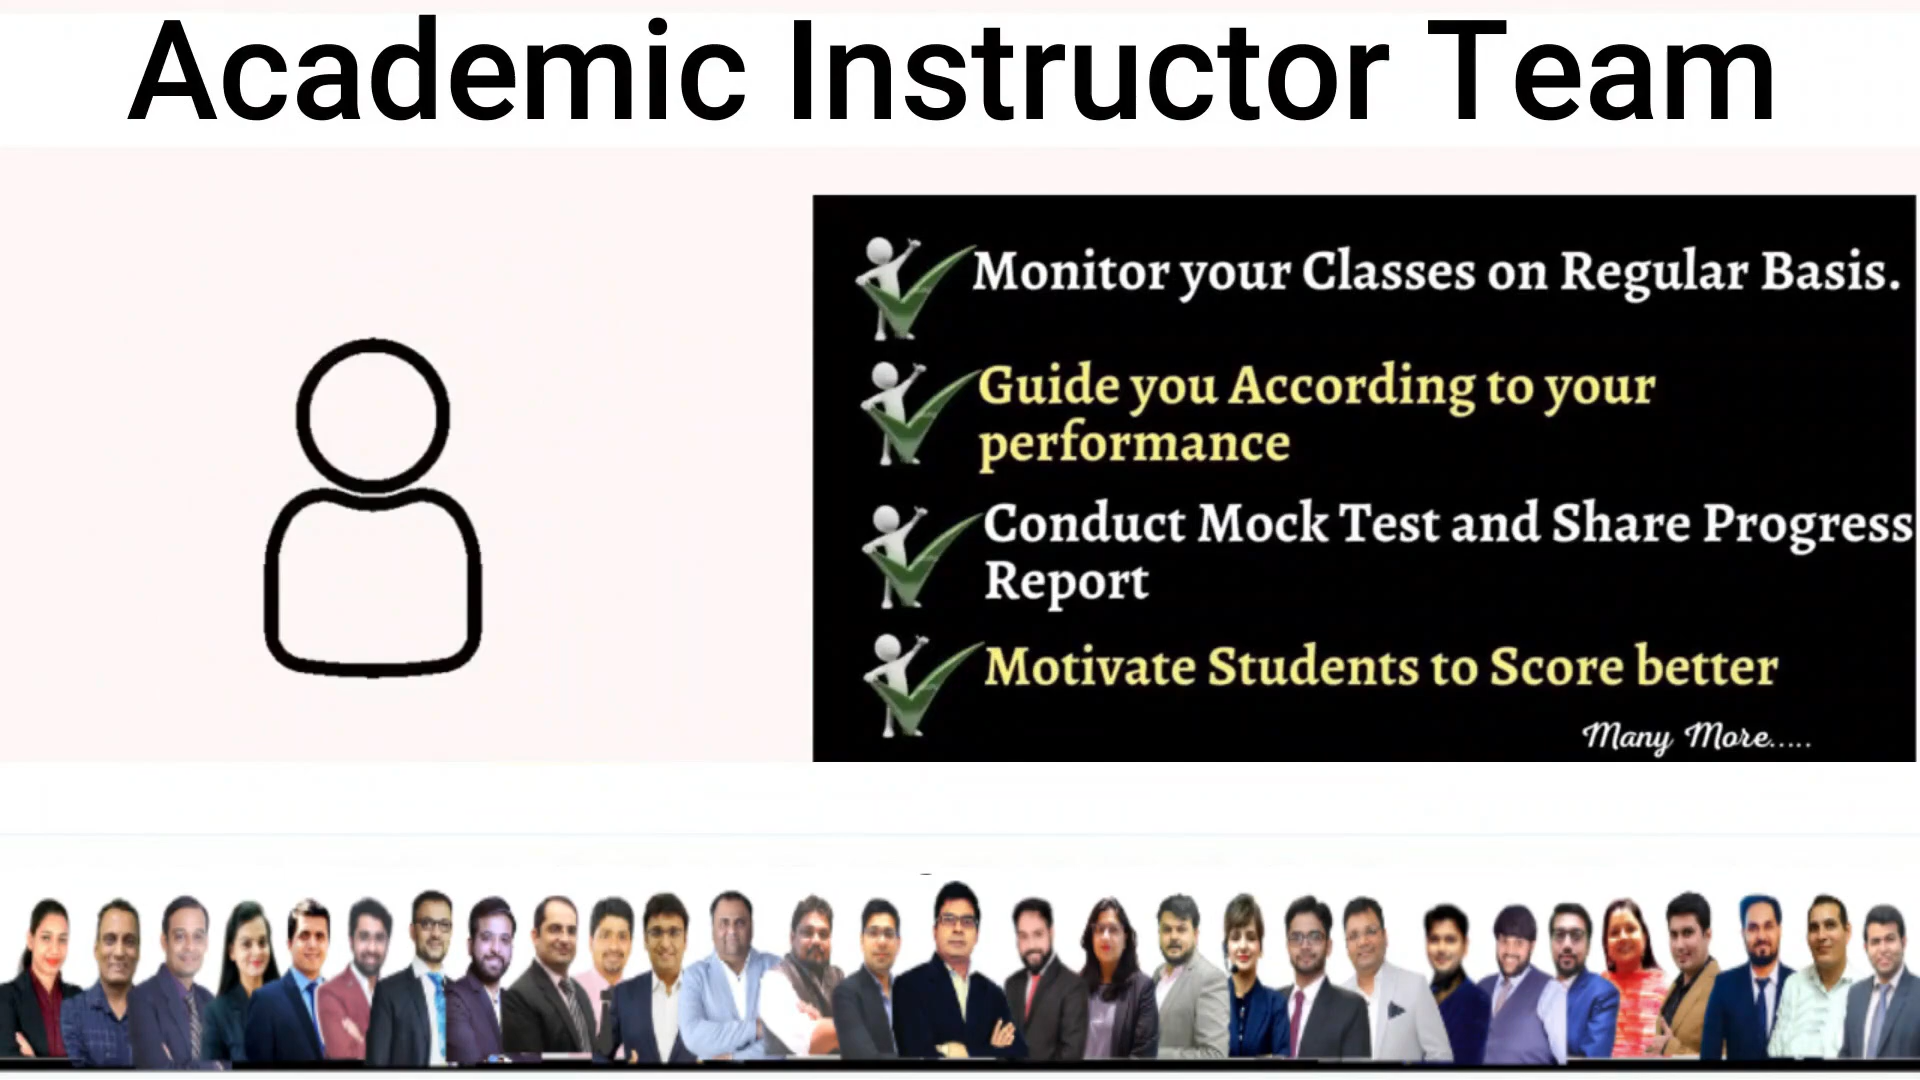 Academic Instructor Team
Monitor your Classes on Regular Basis.
Guide you According to your
performance
Conduct Mock Test and Share Progress
Report
Motivate Students to Score better
Many More.....